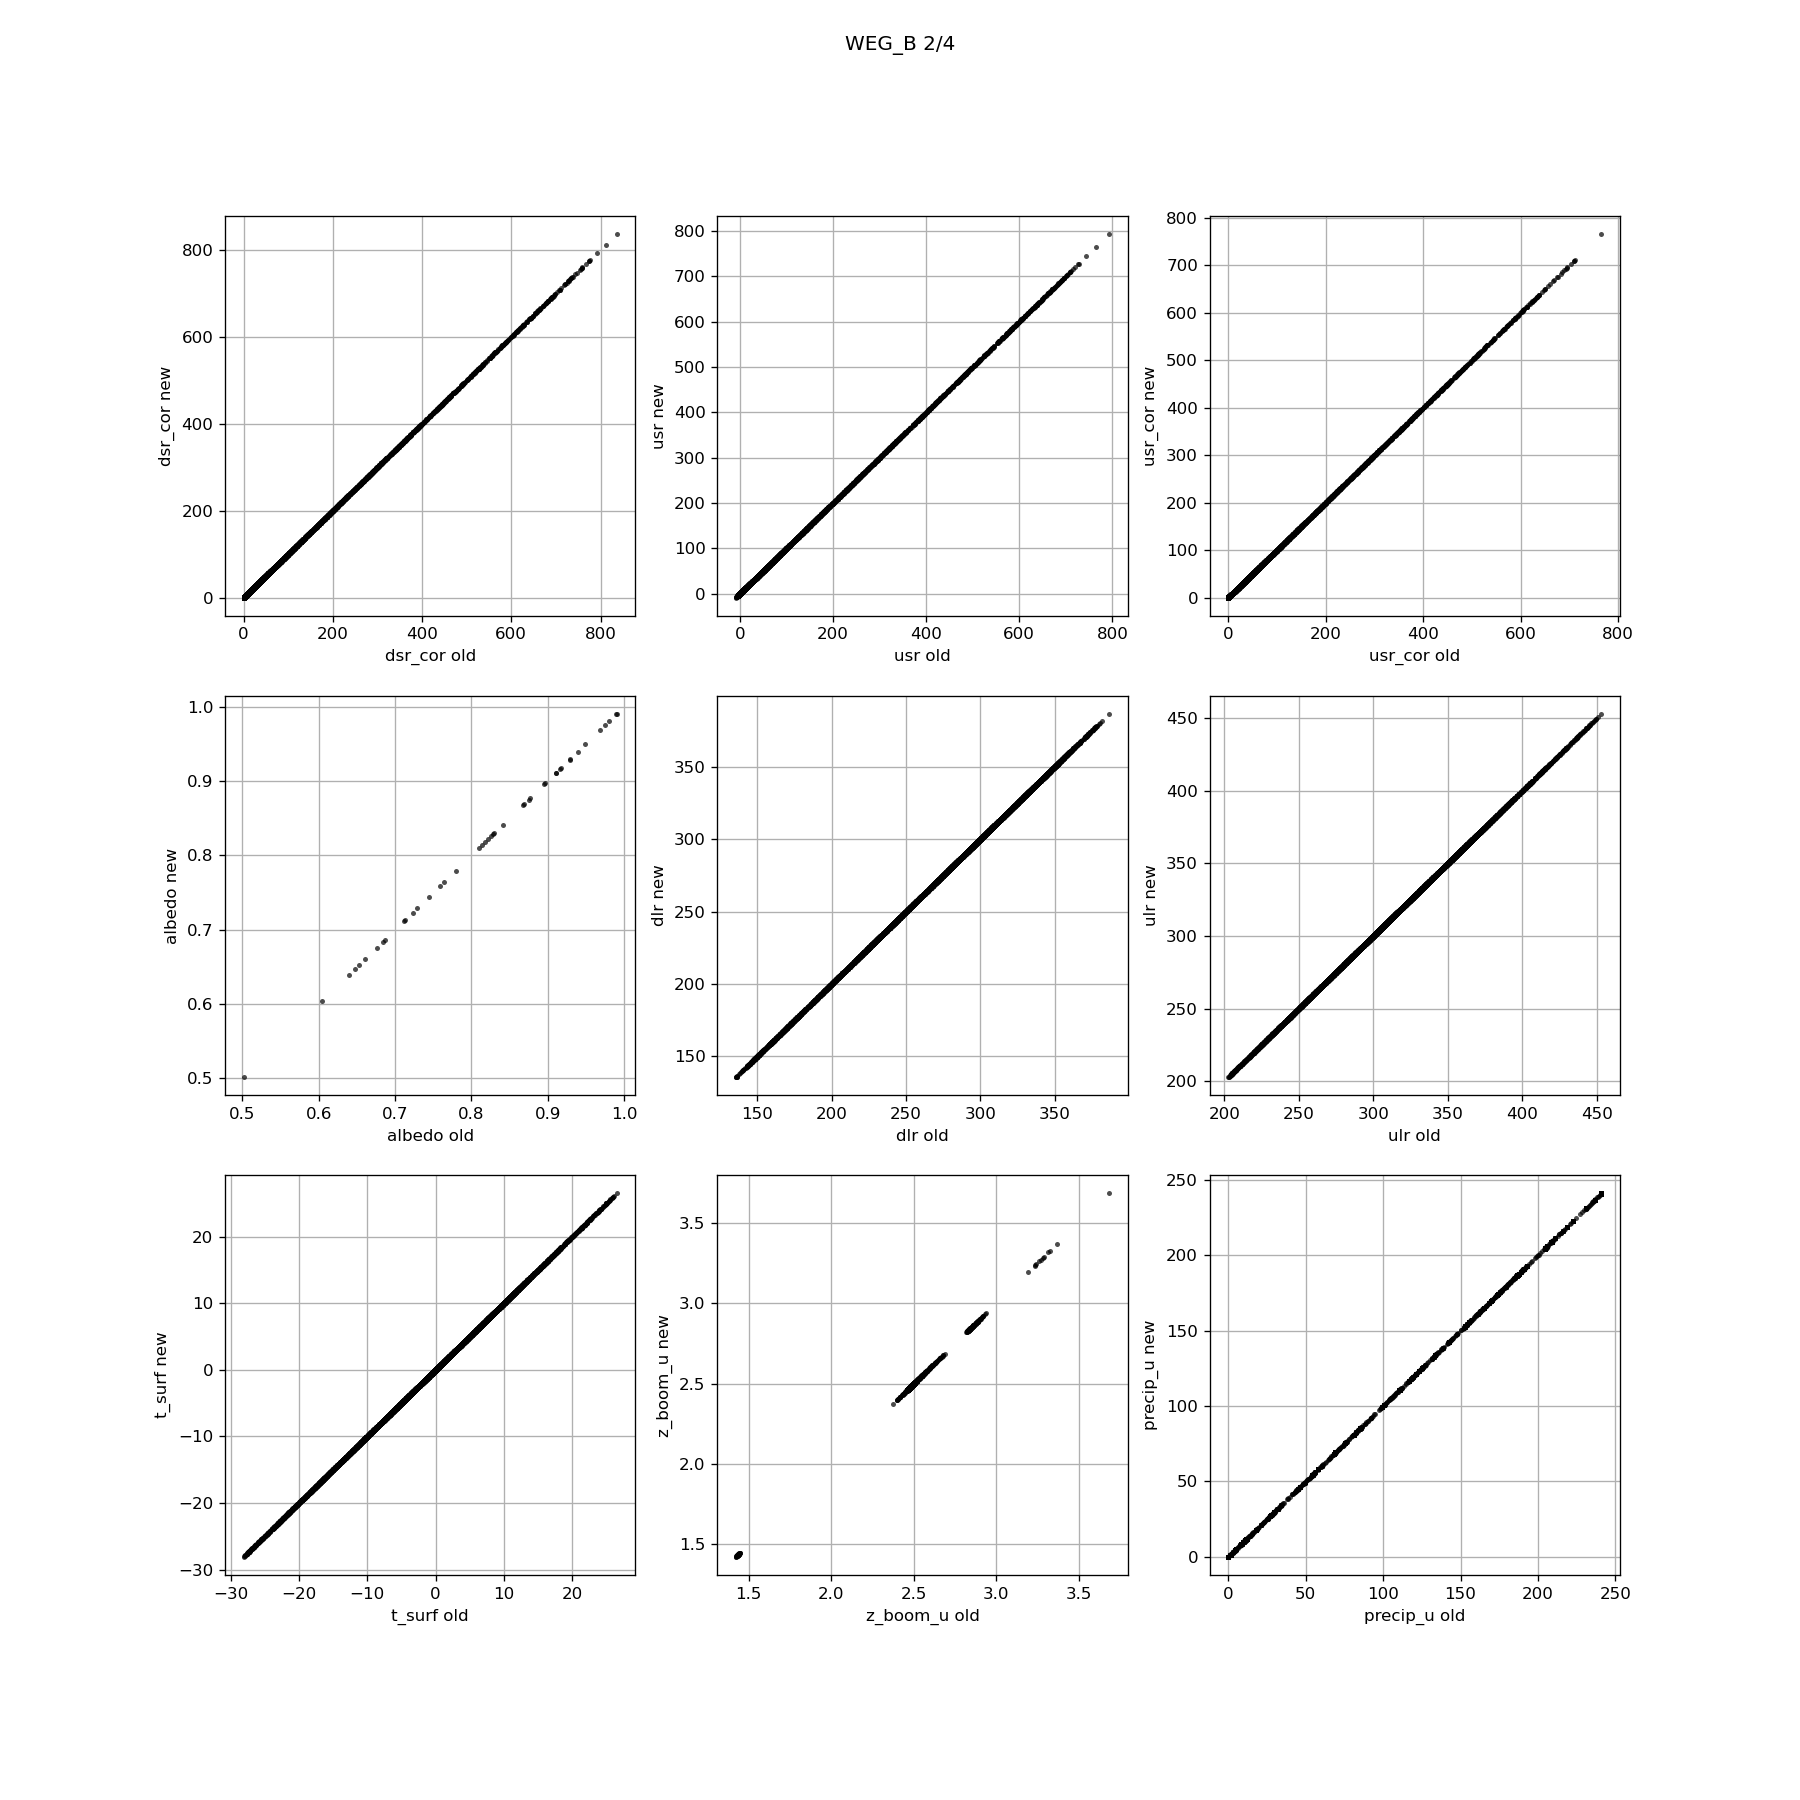 WEG_B 2/4
800
600
400
200
0
dsr_cor new
0 200 400 600 800
dsr_cor old
800
700
600
500
400
300
200
100
0
usr new
0 200 400 600 800
usr old
800
700
600
500
400
300
200
100
0
usr_cor new
0 200 400 600 800
usr_cor old
1.0
0.9
0.8
0.7
0.6
0.5
albedo new
0.5 0.6 0.7 0.8 0.9 1.0
albedo old
350
300
250
200
150
dlr new
150 200 250 300 350
dlr old
450
400
350
300
250
200
ulr new
200 250 300 350 400 450
ulr old
20
10
0
−10
−20
−30
t_surf new
−30 −20 −10 0 10 20
t_surf old
3.5
3.0
2.5
2.0
1.5
z_boom_u new
1.5 2.0 2.5 3.0 3.5
z_boom_u old
250
200
150
100
50
0
precip_u new
0 50 100 150 200 250
precip_u old